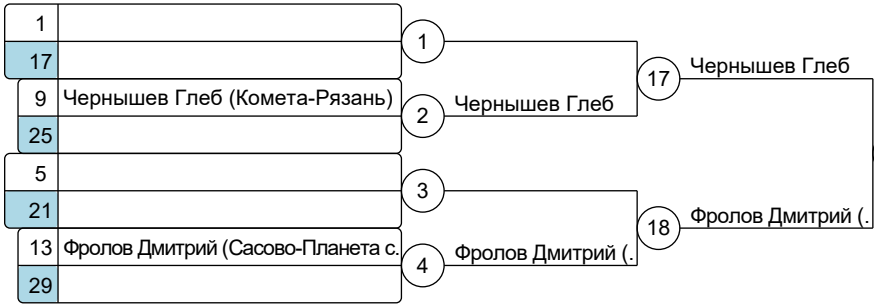 1
17
1
Чернышев Глеб
17
9 Чернышев Глеб (Комета-Рязань)
2
Чернышев Глеб
25
5
3
21
18
Фролов Дмитрий (.
13 Фролов Дмитрий (Сасово-Планета с.
4
Фролов Дмитрий (.
29